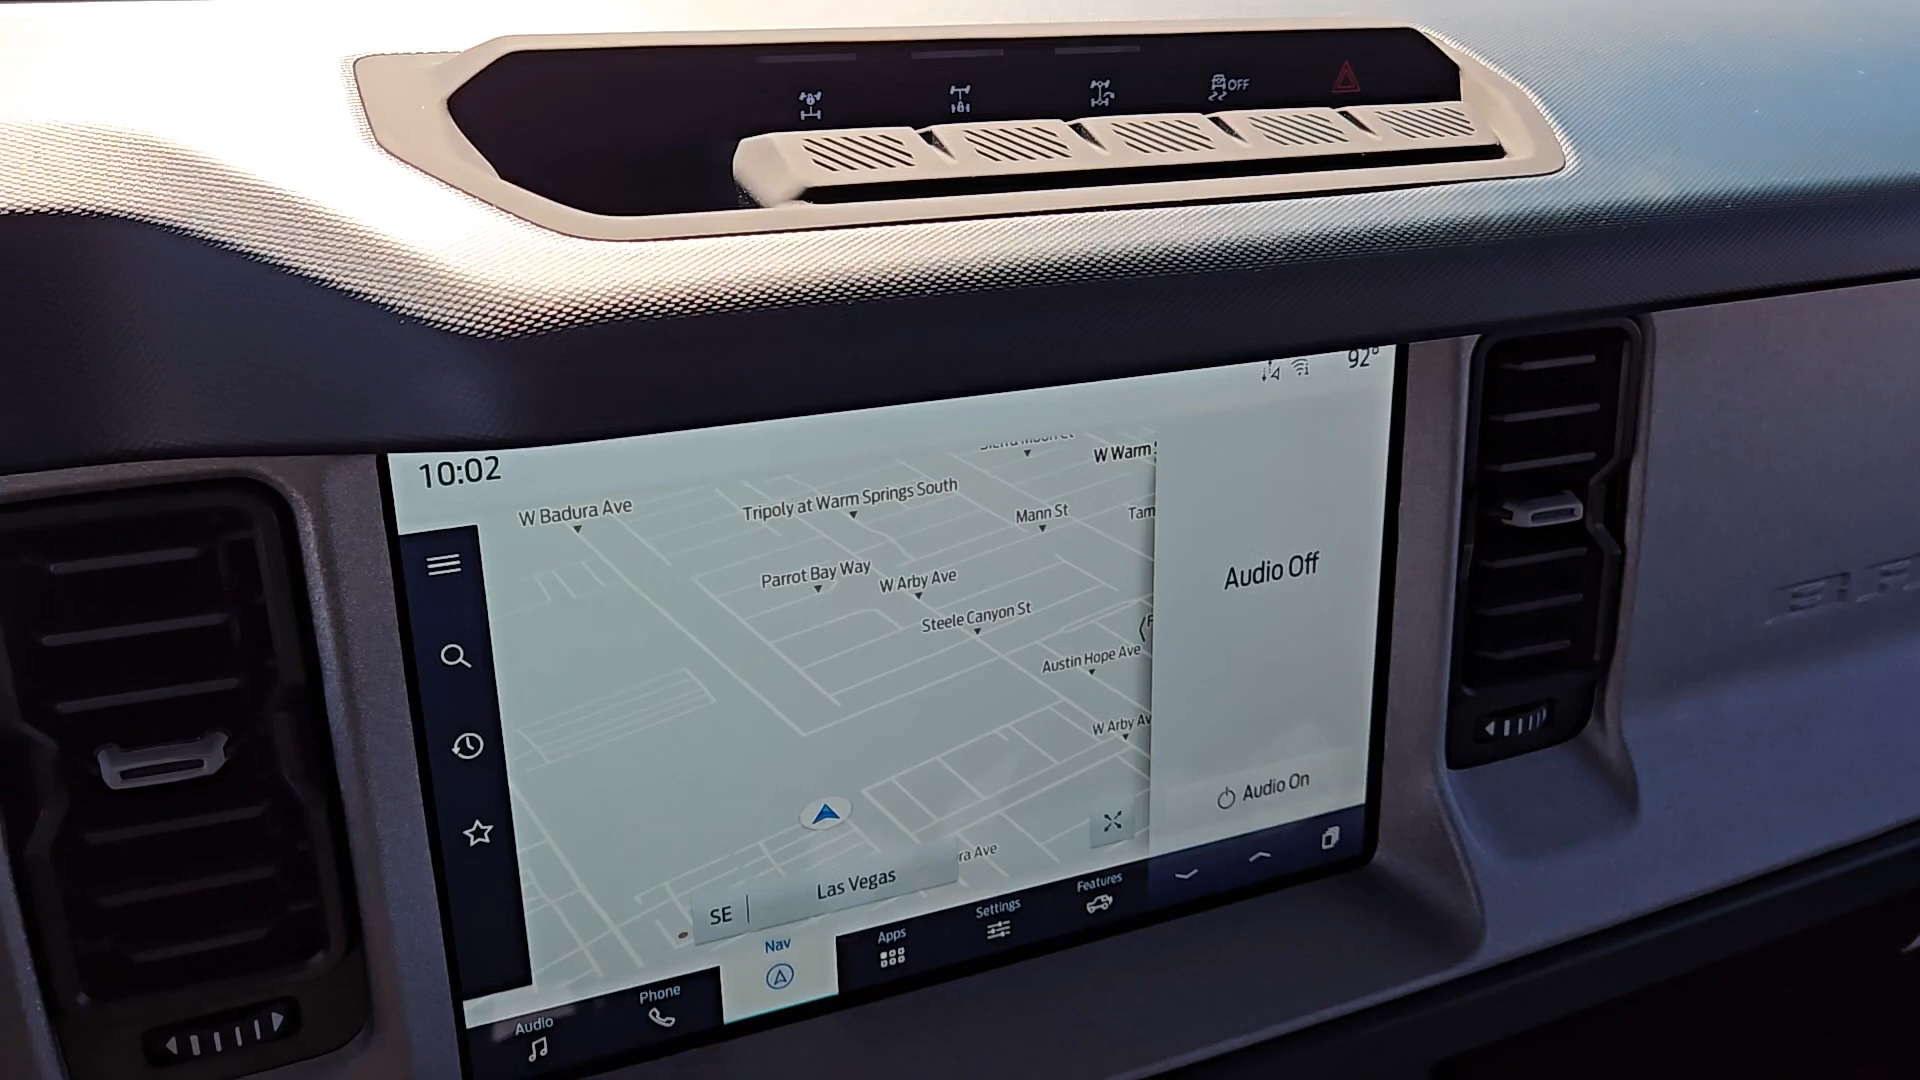 OFF
92°
10:02
W Badura Ave
Tripoly at Warm Springs South
W Warm
Mann St
Tam
Parrot Bay Way
W Arby Ave
Steele Canyon St
Austin Hope Ave
W Arby Av
Audio Off
Audio On
ra Ave
SE
Las Vegas
Features
Settings
Apps
Nav
Phone
Audio